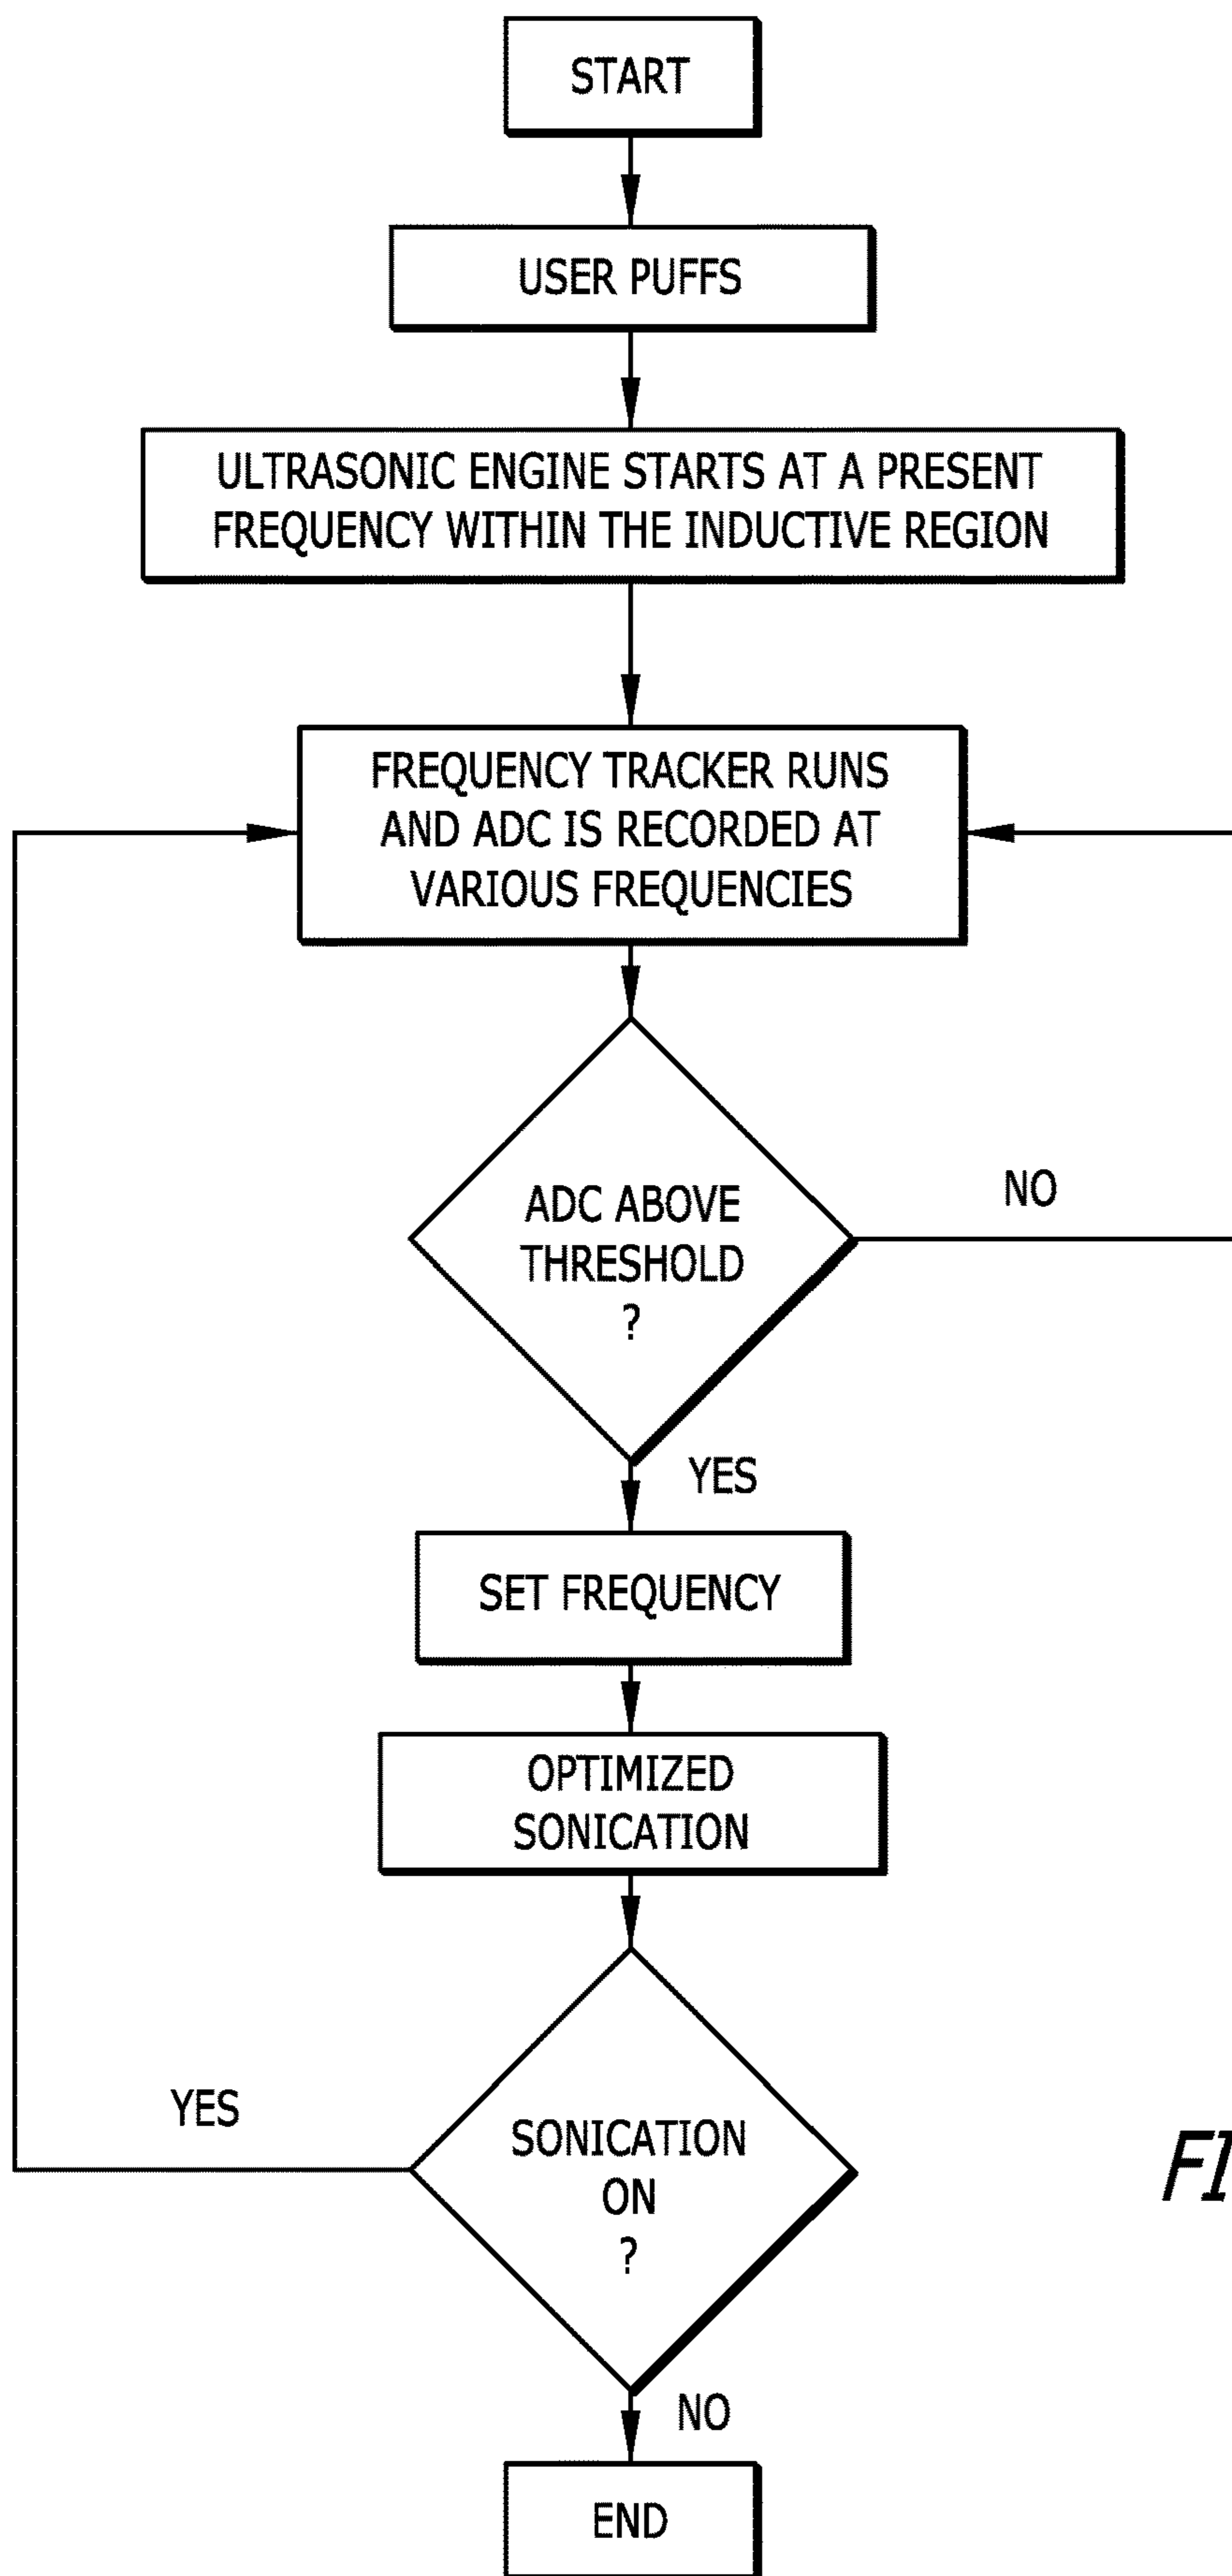 START
USER PUFFS
ULTRASONIC ENGINE STARTS AT A PRESENT
FREQUENCY WITHIN THE INDUCTIVE REGION
FREQUENCY TRACKER RUNS
AND ADC IS RECORDED AT
VARIOUS FREQUENCIES
ADC ABOVE
THRESHOLD
?
NO
YES
SET FREQUENCY
OPTIMIZED
SONICATION
YES
SONICATION
ON
?
NO
END